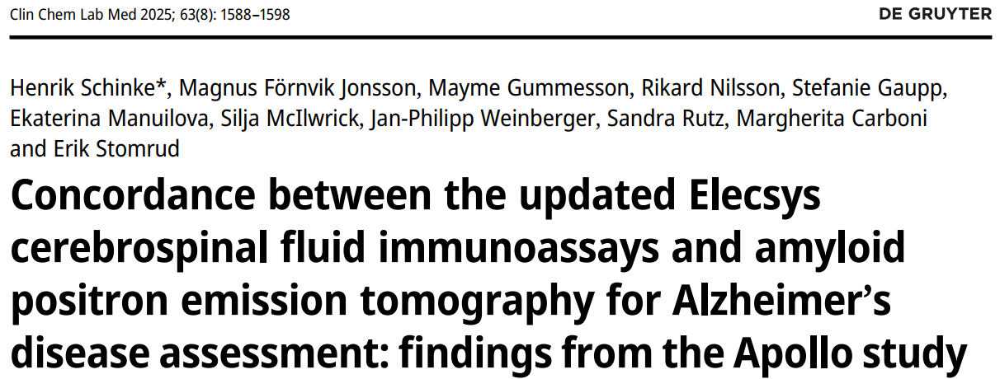 Clin Chem Lab Med 2025; 63(8): 1588–1598
DE GRUYTER
Henrik Schinke*, Magnus Förnvik Jonsson, Mayme Gummesson, Rikard Nilsson, Stefanie Gaupp,
Ekaterina Manuilova, Silja McIlwrick, Jan-Philipp Weinberger, Sandra Rutz, Margherita Carboni
and Erik Stomrud
Concordance between the updated Elecsys
cerebrospinal fluid immunoassays and amyloid
positron emission tomography for Alzheimer’s
disease assessment: findings from the Apollo study